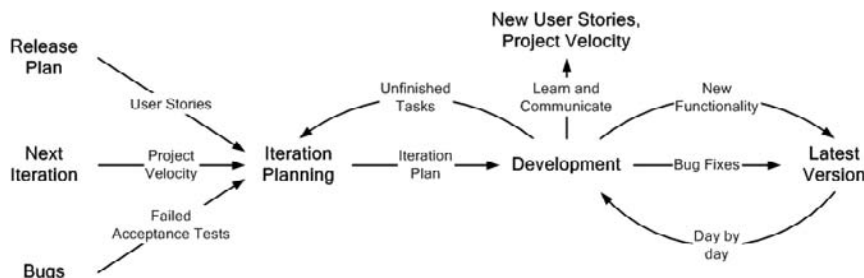 New User Stories,
Project Velocity
Release
Plan
User Stories
Unfinished
Tasks
Learn and
Communicate
New
Functionality
Next
Iteration
Project
Velocity
Iteration
Planning
Iteration
Plan
Development
Bug Fixes
Latest
Version
Failed
Acceptance Tests
Day by
day
Bugs